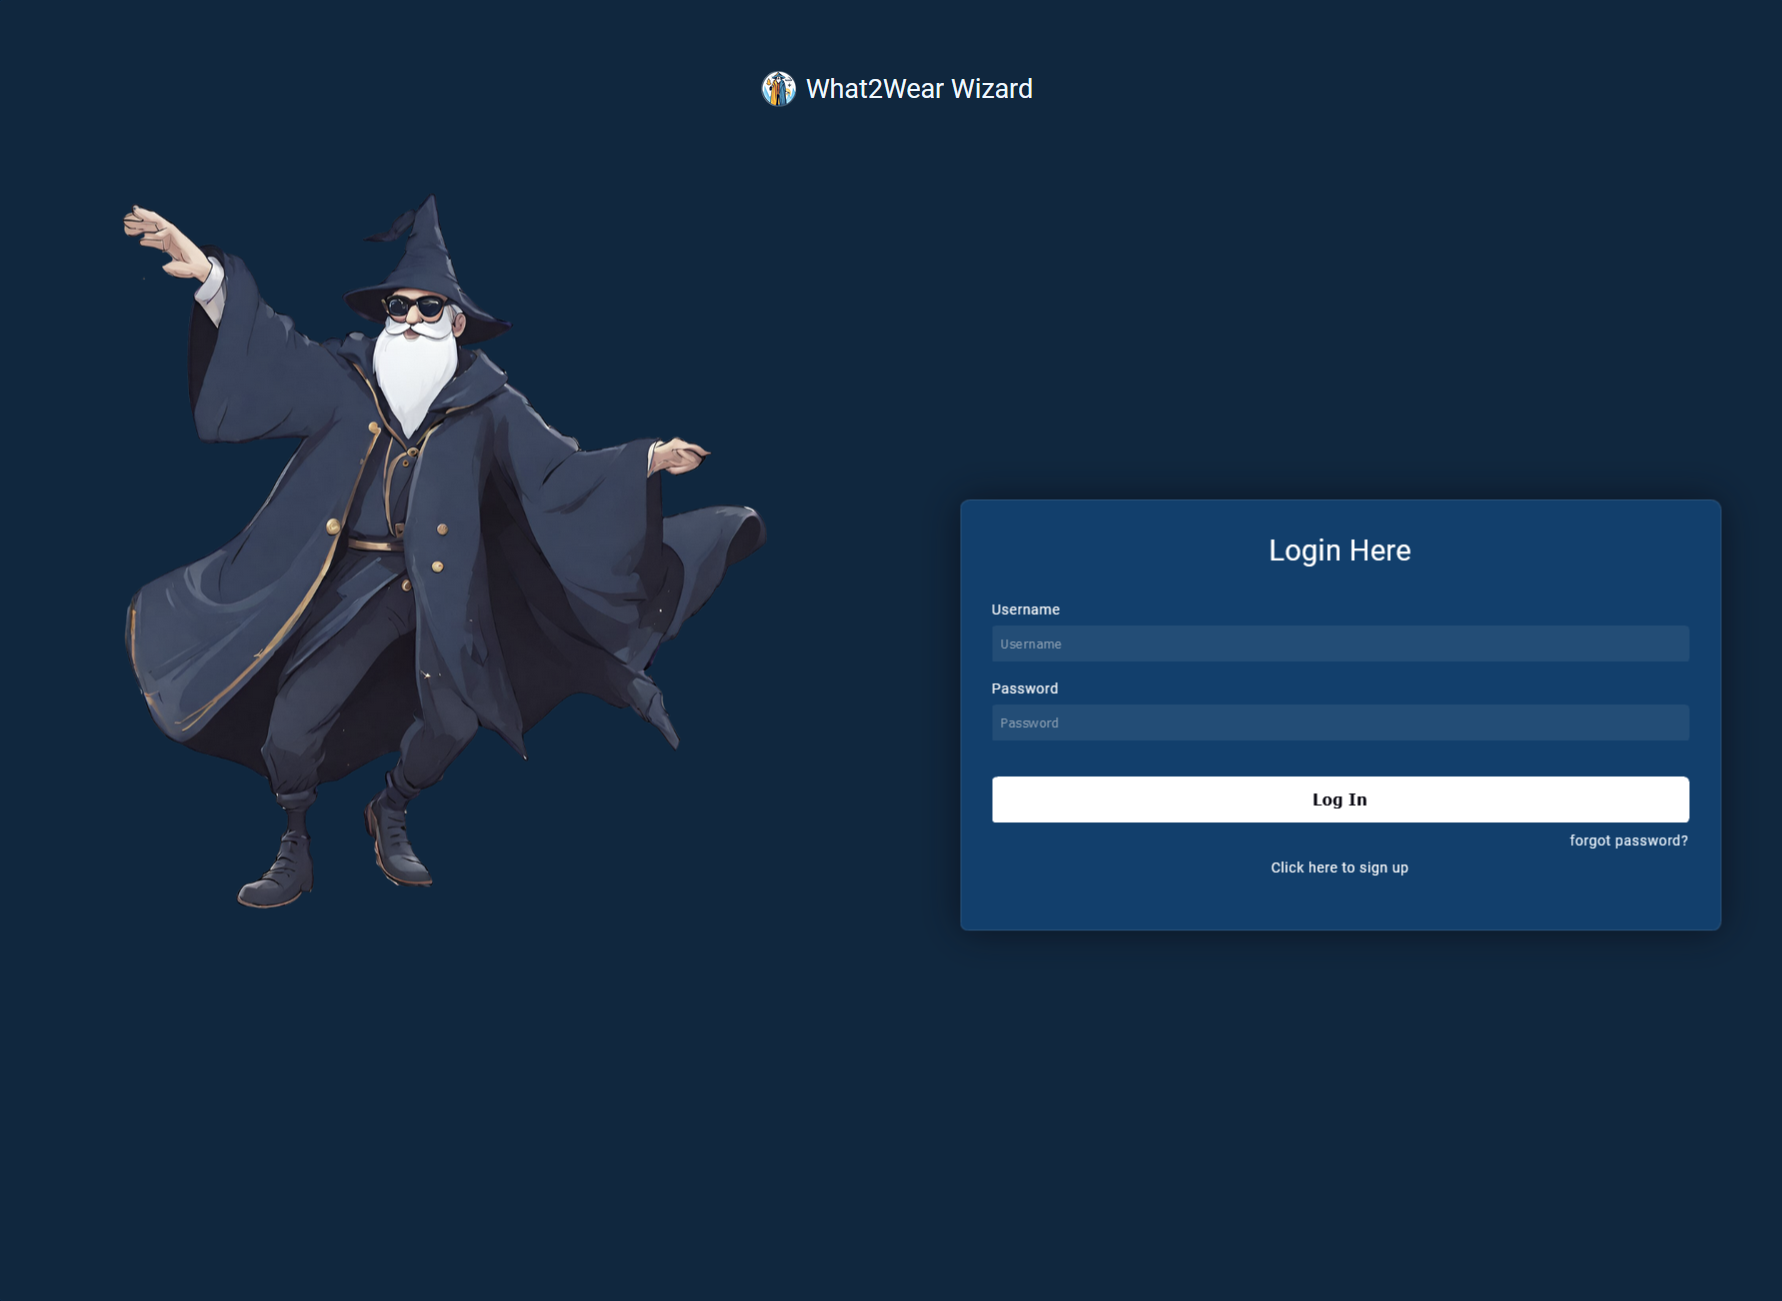 What2Wear Wizard
Login Here
Username
Username
Password
Password
Log In
forgot password?
Click here to sign up